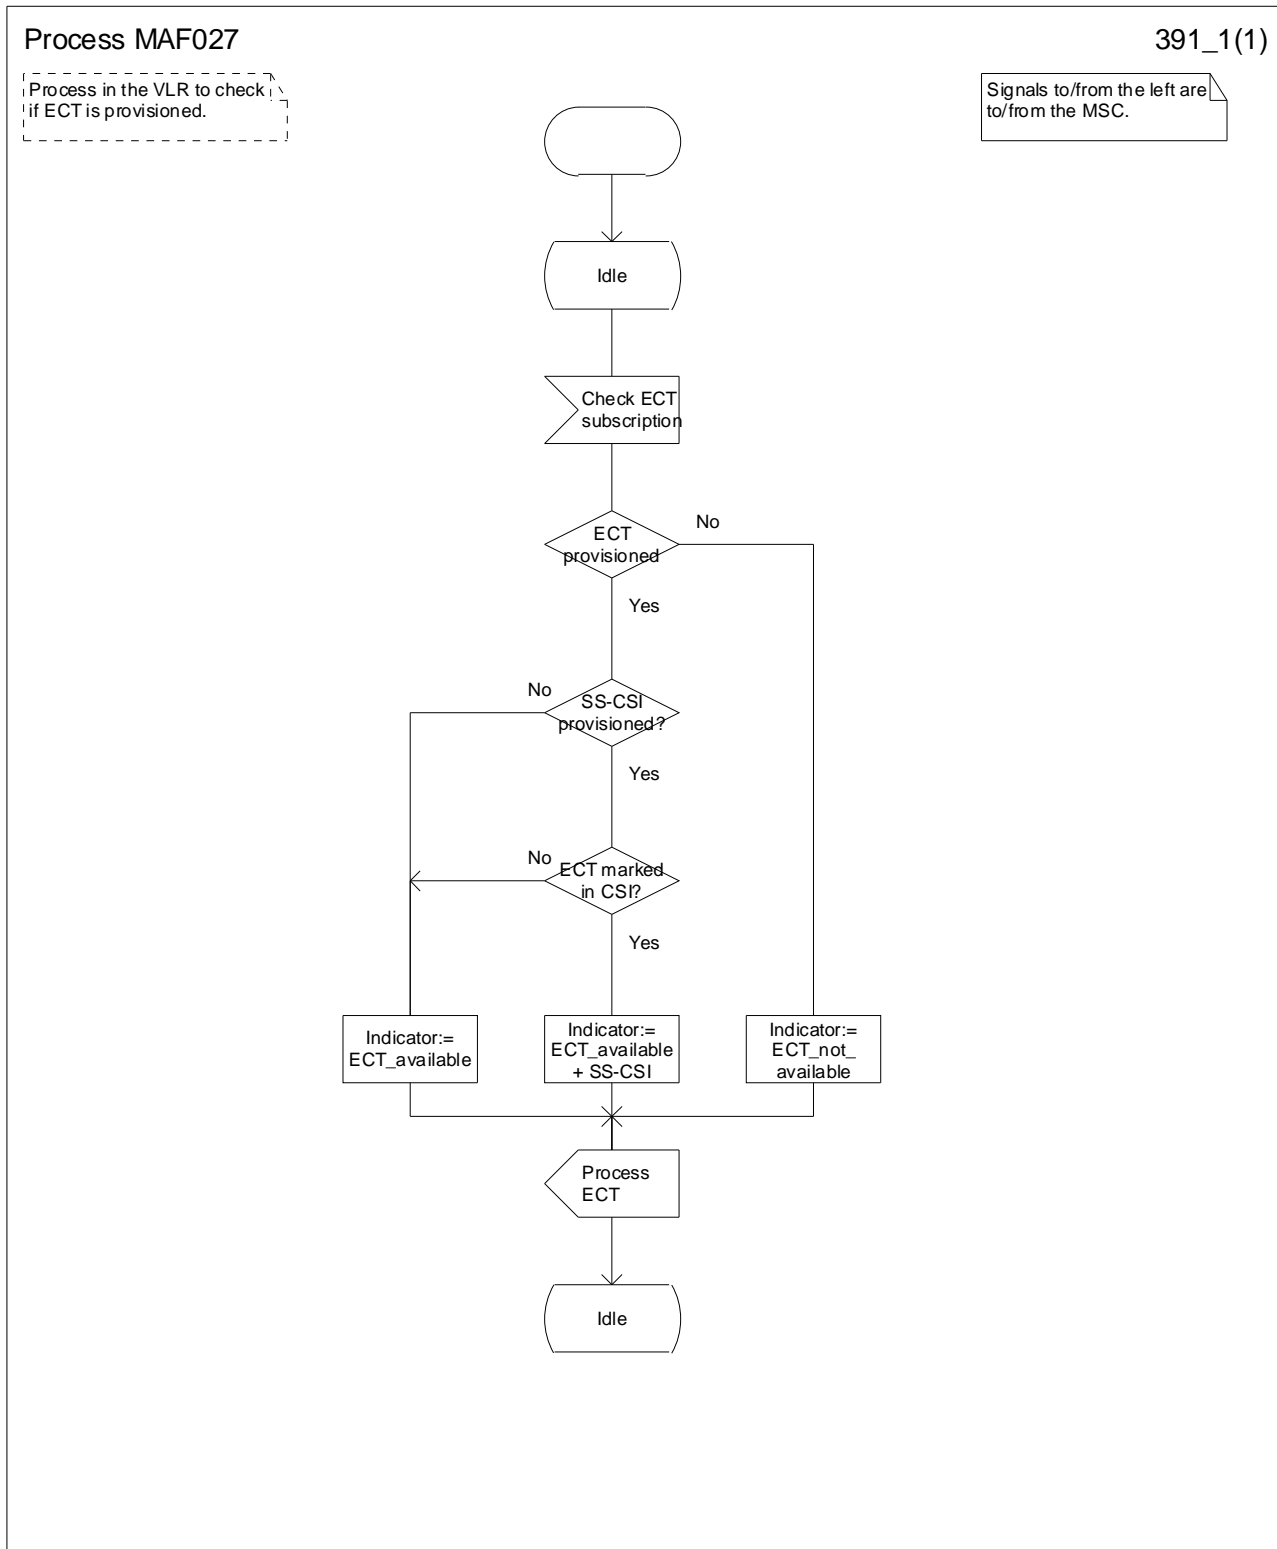 Process MAF027
391_1(1)
Process in the VLR to check
if ECT is provisioned.
Signals to/from the left are
to/from the MSC.
Idle
Check ECT
subscription
ECT
provisioned
No
Yes
No
SS-CSI
provisioned?
Yes
No
ECT marked
in CSI?
Yes
Indicator:=
ECT_available
Indicator:=
ECT_available
+ SS-CSI
Indicator:=
ECT_not_
available
Process
ECT
Idle